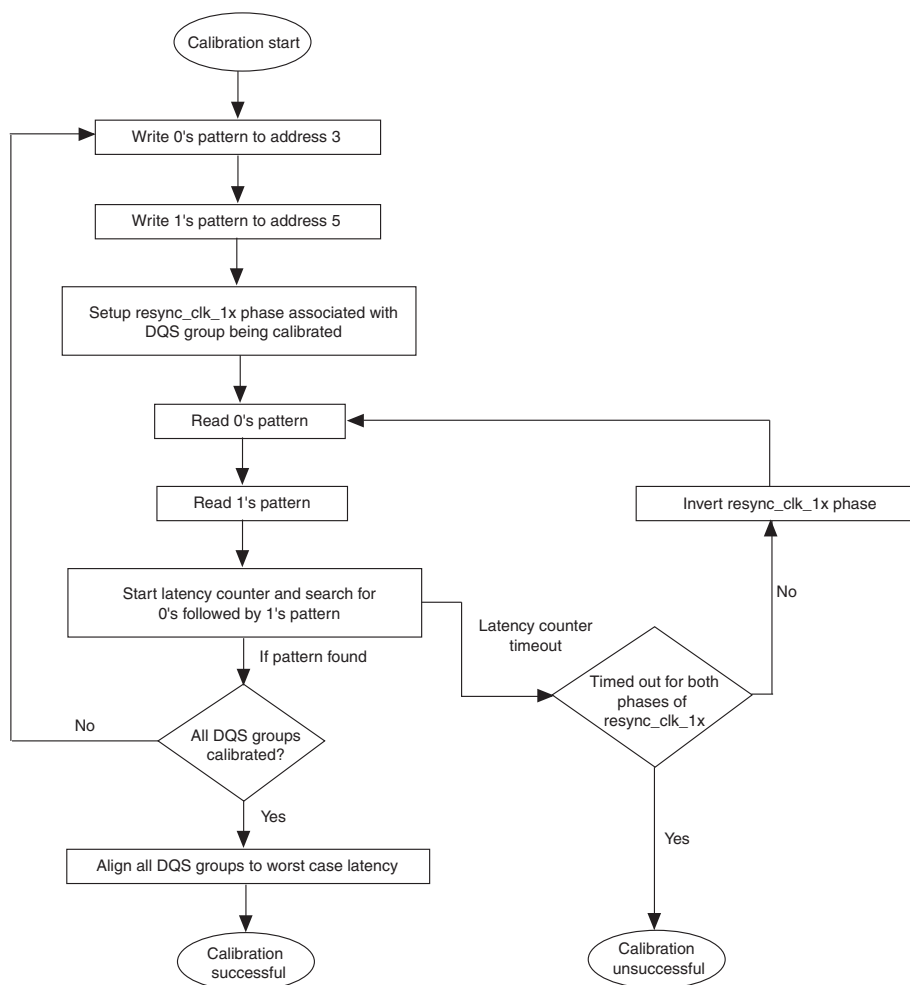 Calibration start
Write 0's pattern to address 3
Write 1's pattern to address 5
Setup resync_clk_1x phase associated with
DQS group being calibrated
Read 0's pattern
Read 1's pattern
Invert resync_clk_1x phase
Start latency counter and search for
0's followed by 1's pattern
No
Latency counter
timeout
If pattern found
Timed out for both
phases of
resync_clk_1x
No
All DQS groups
calibrated?
Yes
Yes
Align all DQS groups to worst case latency
Calibration
successful
Calibration
unsuccessful